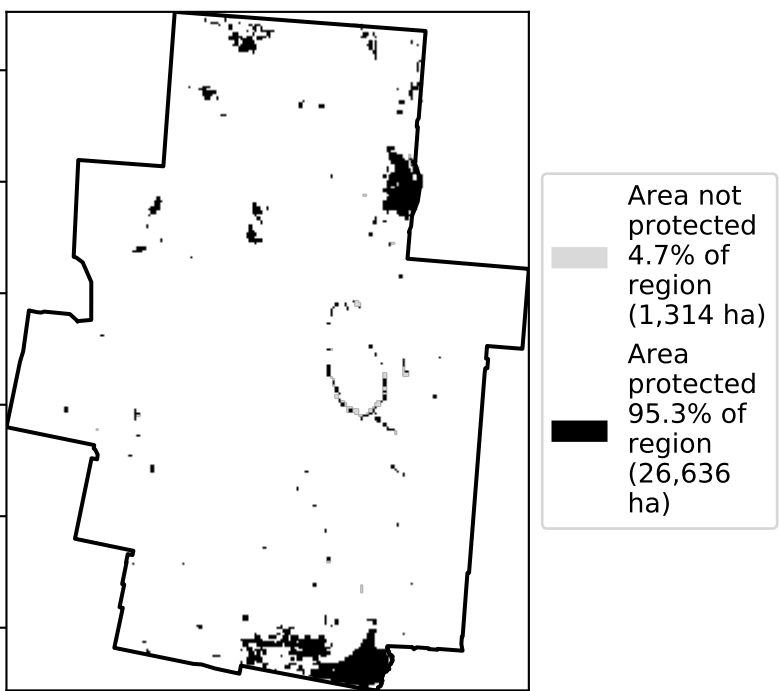 Area not
protected
4.7% of
region
(1,314 ha)
Area
protected
95.3% of
region
(26,636
ha)